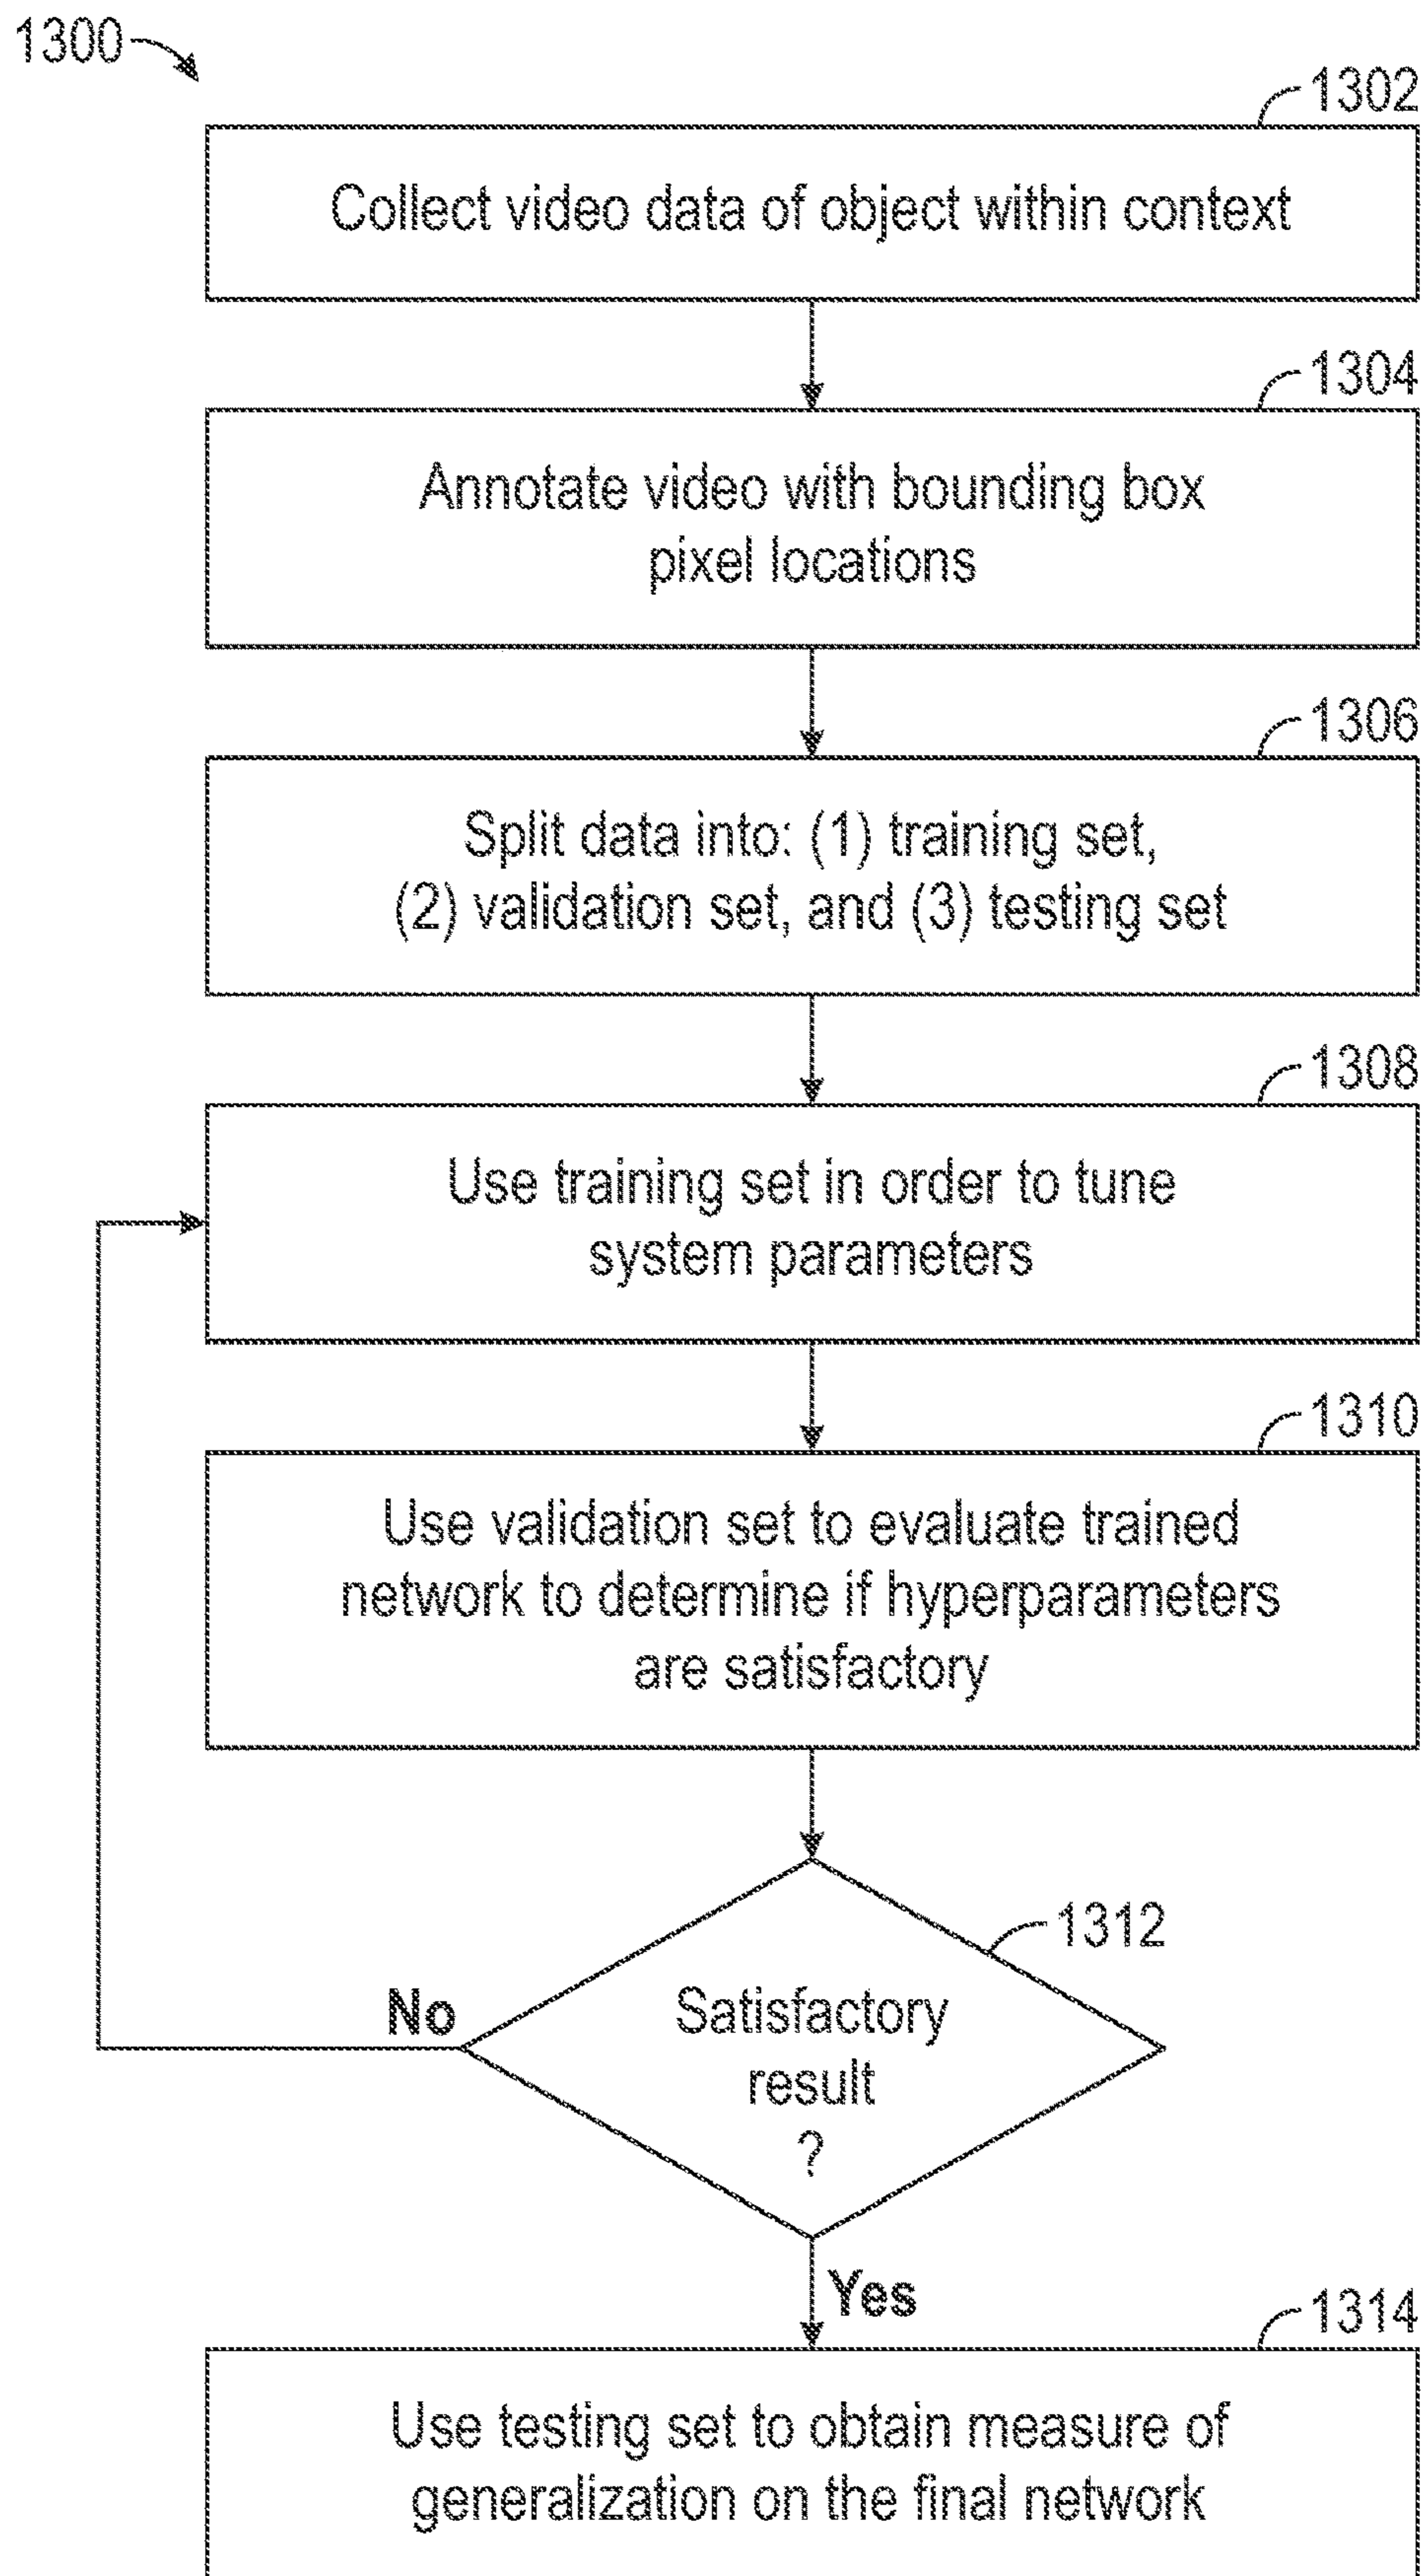 1300
1302
Collect video data of object within context
1304
Annotate video with bounding box
pixel locations
1306
Split data into: (1) training set,
(2) validation set, and (3) testing set
1308
Use training set in order to tune
system parameters
1310
Use validation set to evaluate trained
network to determine if hyperparameters
are satisfactory
1312
Satisfactory
result
?
No
Yes
1314
Use testing set to obtain measure of
generalization on the final network